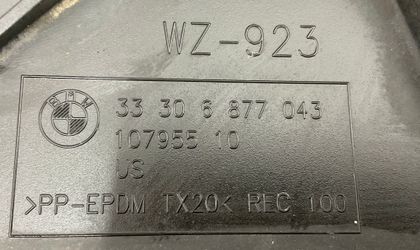 WZ-923
BMW
33 30 6 877 043
107955 10
US
>PP-EPDM TX20< REC 100